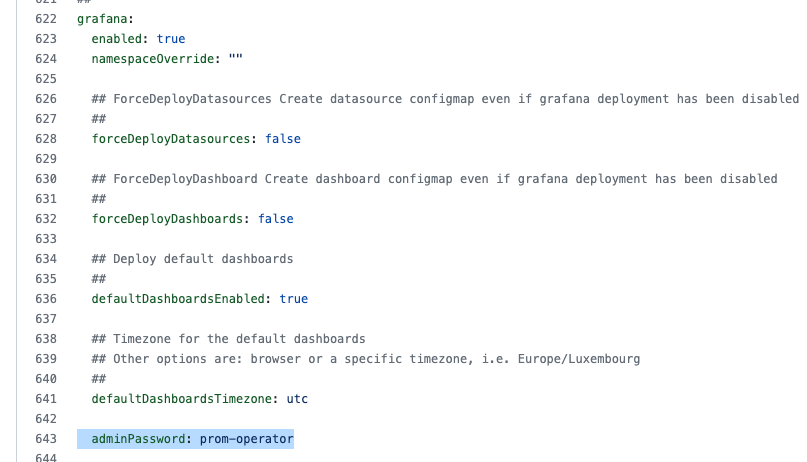 621 ##
622 grafana:
623 enabled: true
624 namespaceOverride: ""
625
626 ## ForceDeployDatasources Create datasource configmap even if grafana deployment has been disabled
627 ##
628 forceDeployDatasources: false
629
630 ## ForceDeployDashboard Create dashboard configmap even if grafana deployment has been disabled
631 ##
632 forceDeployDashboards: false
633
634 ## Deploy default dashboards
635 ##
636 defaultDashboardsEnabled: true
637
638 ## Timezone for the default dashboards
639 ## Other options are: browser or a specific timezone, i.e. Europe/Luxembourg
640 ##
641 defaultDashboardsTimezone: utc
642
643 adminPassword: prom-operator
644